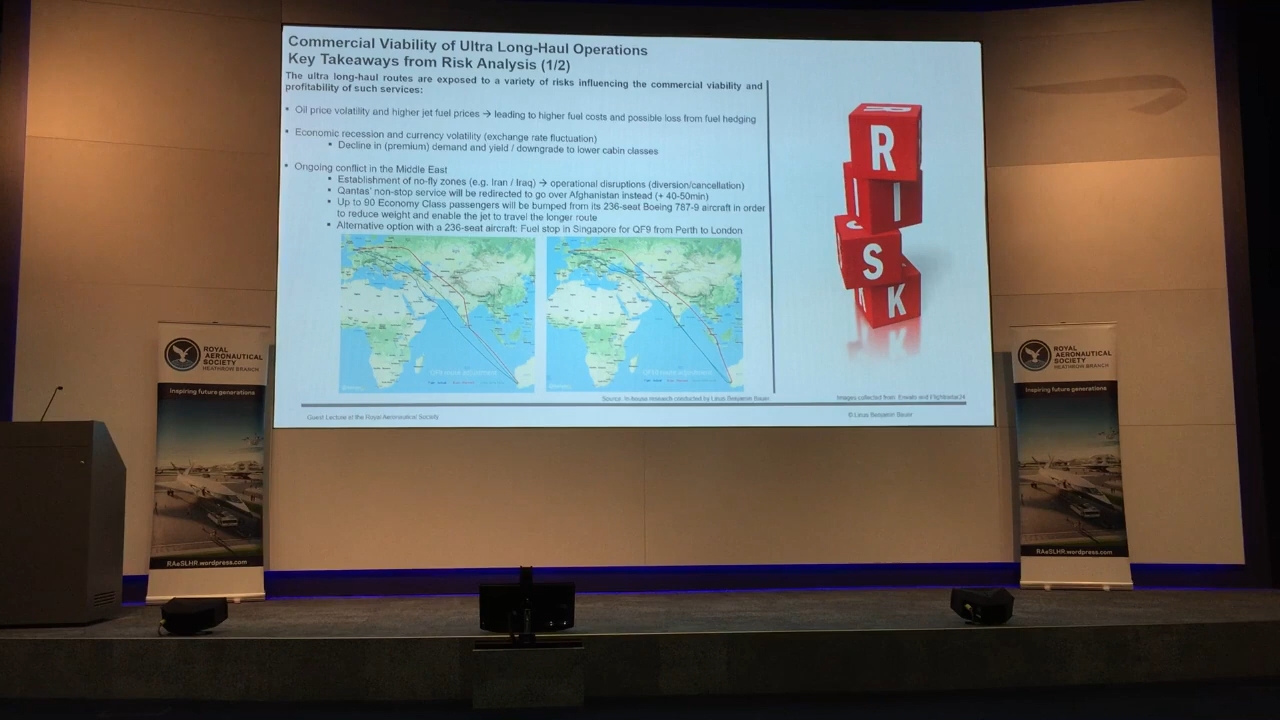 Commercial Viability of Ultra Long-Haul Operations
Key Takeaways from Risk Analysis (1/2)
The ultra long-haul routes are exposed to a variety of risks influencing the commercial viability and
profitability of such services:
Oil price volatility and higher jet fuel prices → leading to higher fuel costs and possible loss from fuel hedging
Economic recession and currency volatility (exchange rate fluctuation)
Decline in (premium) demand and yield / downgrade to lower cabin classes
Ongoing conflict in the Middle East
Establishment of no-fly zones (e.g. Iran / Iraq) → operational disruptions (diversion/cancellation)
Qantas' non-stop service will be redirected to go over Afghanistan instead (+ 40-50min)
Up to 90 Economy Class passengers will be bumped from its 236-seat Boeing 787-9 aircraft in order
to reduce weight and enable the jet to travel the longer route
Alternative option with a 236-seat aircraft: Fuel stop in Singapore for QF9 from Perth to London
Source: In-house research conducted by Linus Benjamin Bauer
Images collected from: Enmets and Flightradar24
Guest Lecture at the Royal Aeronautical Society
© Linus Benjamin Bauer
R
I
S
K
ROYAL
AERONAUTICAL
SOCIETY
HEATHROW BRANCH
Inspiring future generations
RAeSLHR.wordpress.com
ROYAL
AERONAUTICAL
SOCIETY
HEATHROW BRANCH
Inspiring future generations
RAeSLHR.wordpress.com